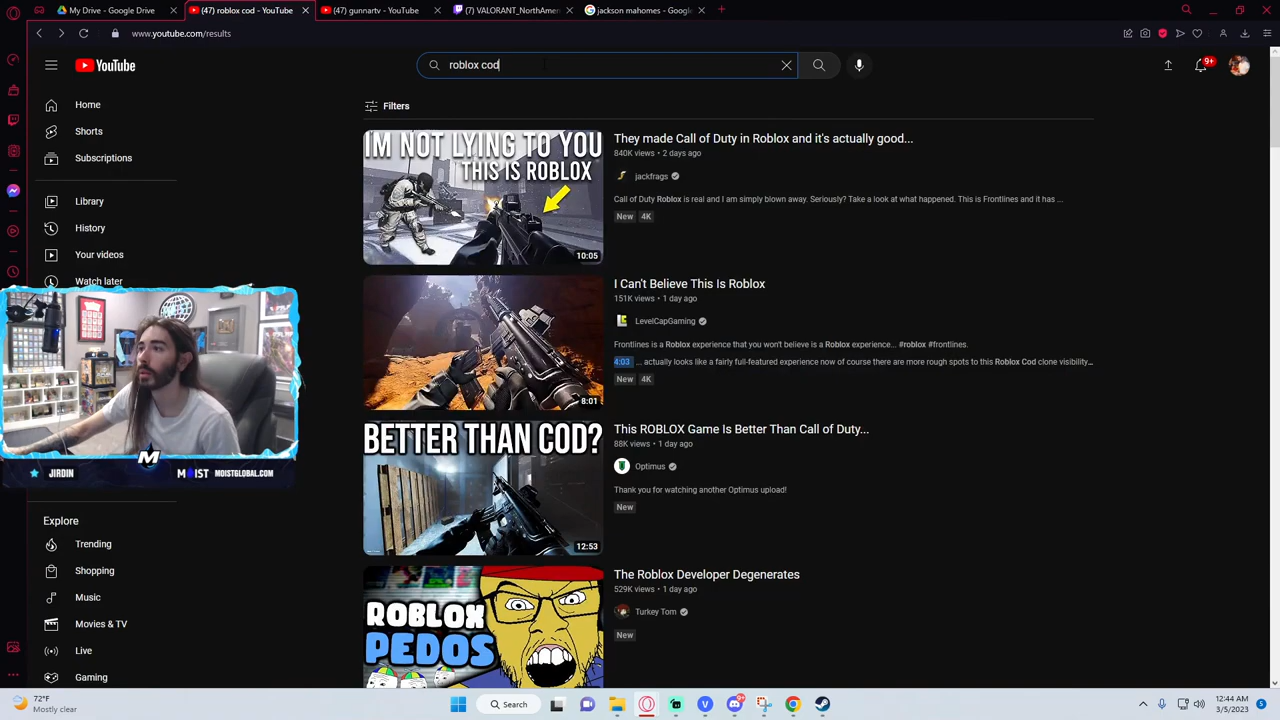 My Drive - Google Drive
(47) roblox cod - YouTube
(47) gunnartv - YouTube
(7) VALORANT_NorthAmer
jackson mahomes - Google
www.youtube.com/results
YouTube
roblox cod
9+
Home
Shorts
Subscriptions
Library
History
Your videos
Watch later
JIRDIN
M
MOIST
MOISTGLOBAL.COM
Explore
Trending
Shopping
Music
Movies & TV
Live
Gaming
Filters
IM NOT LYING TO YOU
THIS IS ROBLOX
10:05
They made Call of Duty in Roblox and it's actually good...
840K views • 2 days ago
jackfrags
Call of Duty Roblox is real and I am simply blown away. Seriously? Take a look at what happened. This is Frontlines and it has ...
New 4K
8:01
I Can't Believe This Is Roblox
151K views • 1 day ago
LevelCapGaming
Frontlines is a Roblox experience that you won't believe is a Roblox experience... #roblox #frontlines.
4:03 ... actually looks like a fairly full-featured experience now of course there are more rough spots to this Roblox Cod clone visibility...
New 4K
BETTER THAN COD?
12:53
This ROBLOX Game Is Better Than Call of Duty...
88K views • 1 day ago
Optimus
Thank you for watching another Optimus upload!
New
ROBLOX
PEDOS
The Roblox Developer Degenerates
529K views • 1 day ago
Turkey Tom
New
72°F
Mostly clear
Search
12:44 AM
3/5/2023
5